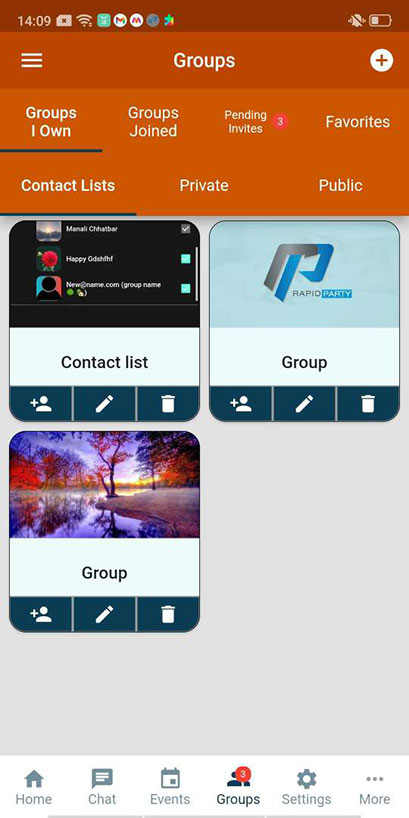 14:09
Groups
Groups
I Own
Groups
Joined
Pending
Invites
3
Favorites
Contact Lists
Private
Public
Manali Chhatbar
Happy Gdshfhf
New@name.com (group name
RAPID PARTY
Contact list
Group
Group
3
Home
Chat
Events
Groups
Settings
More